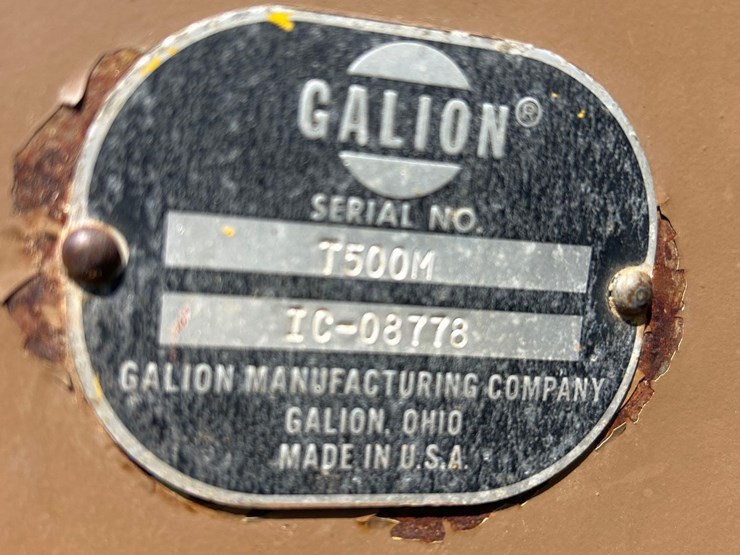 GALION®
SERIAL NO.
T500M
IC-08778
GALION MANUFACTURING COMPANY
GALION, OHIO
MADE IN U.S.A.